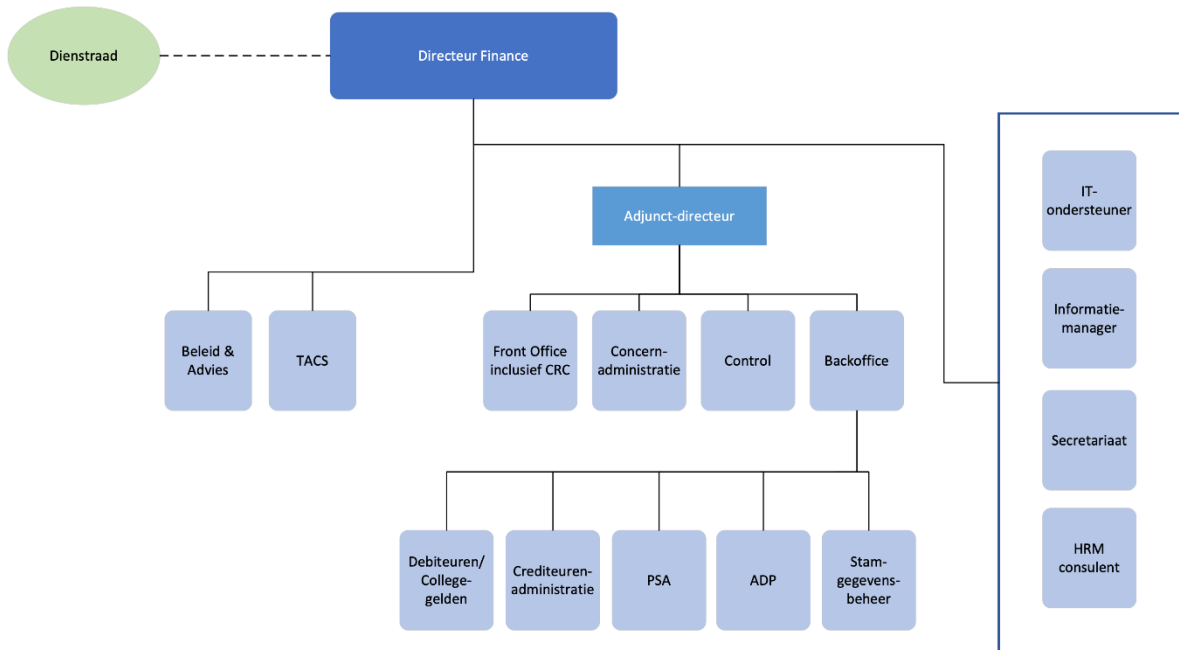 Dienstraad
Directeur Finance
Adjunct-directeur
IT-
ondersteuner
Informatie-
manager
Secretariaat
HRM
consulent
Beleid &
Advies
TACS
Front Office
inclusief CRC
Concern-
administratie
Control
Backoffice
Debiteuren/
College-
gelden
Crediteuren-
administratie
PSA
ADP
Stam-
gegevens-
beheer